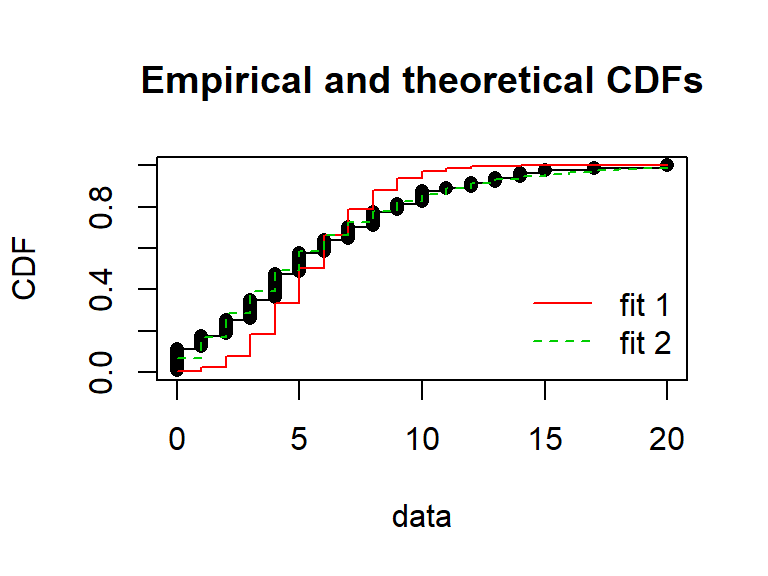 Empirical and theoretical CDFs
CDF
0.0
0.4
0.8
fit 1
fit 2
0 5 10 15 20
data